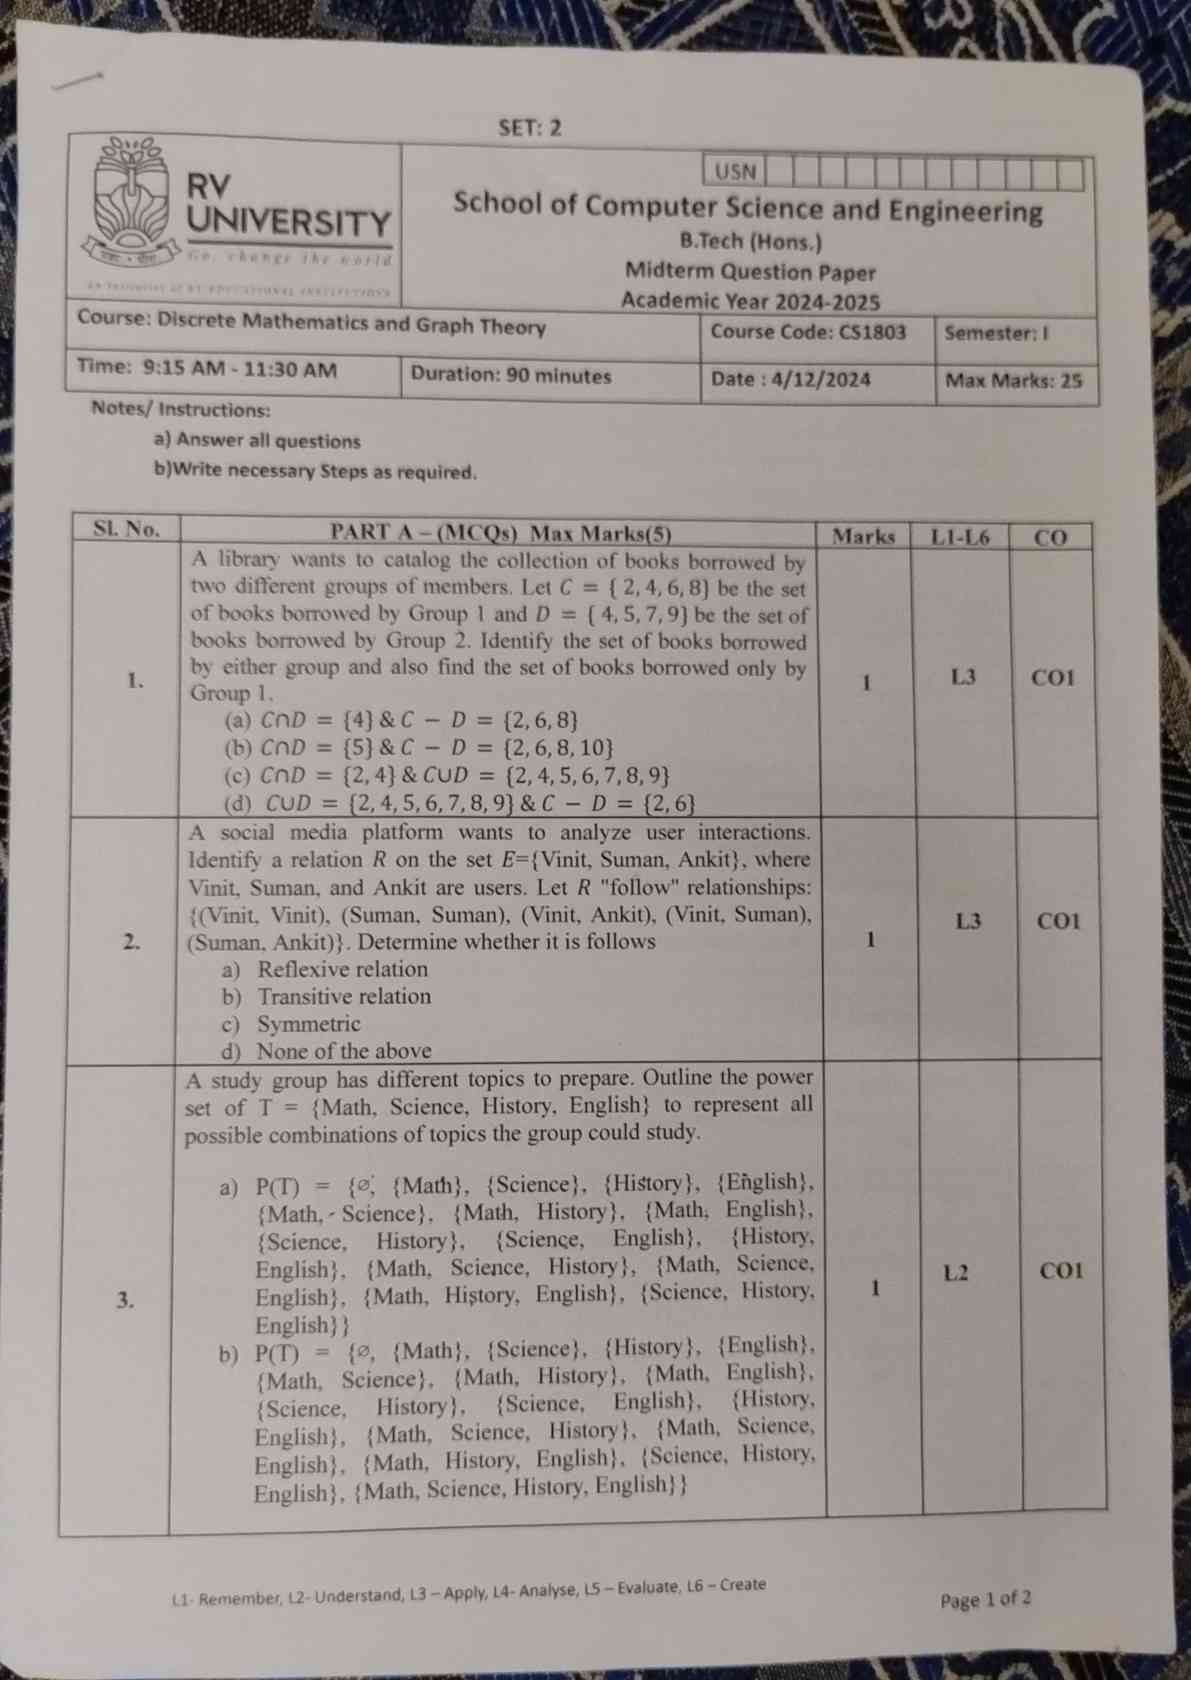 SET: 2
RV
UNIVERSITY
Go, change the world
USN
School of Computer Science and Engineering
B.Tech (Hons.)
Midterm Question Paper
Academic Year 2024-2025
Course: Discrete Mathematics and Graph Theory
Course Code: CS1803
Semester: I
Time: 9:15 AM - 11:30 AM
Duration: 90 minutes
Date : 4/12/2024
Max Marks: 25
Notes/ Instructions:
a) Answer all questions
b)Write necessary Steps as required.
Sl. No. PART A – (MCQs) Max Marks(5) Marks L1-L6 CO
A library wants to catalog the collection of books borrowed by
two different groups of members. Let C = { 2, 4, 6, 8} be the set
of books borrowed by Group 1 and D = { 4, 5, 7, 9} be the set of
books borrowed by Group 2. Identify the set of books borrowed
by either group and also find the set of books borrowed only by
Group 1.
1. 1 L3 CO1
(a) C∩D = {4} & C − D = {2, 6, 8}
(b) C∩D = {5} & C − D = {2, 6, 8, 10}
(c) C∩D = {2, 4} & C∪D = {2, 4, 5, 6, 7, 8, 9}
(d) C∪D = {2, 4, 5, 6, 7, 8, 9} & C − D = {2, 6}
A social media platform wants to analyze user interactions.
Identify a relation R on the set E={Vinit, Suman, Ankit}, where
Vinit, Suman, and Ankit are users. Let R "follow" relationships:
{(Vinit, Vinit), (Suman, Suman), (Vinit, Ankit), (Vinit, Suman),
(Suman, Ankit)}. Determine whether it is follows
2. 1 L3 CO1
a) Reflexive relation
b) Transitive relation
c) Symmetric
d) None of the above
A study group has different topics to prepare. Outline the power
set of T = {Math, Science, History, English} to represent all
possible combinations of topics the group could study.
3. 1 L2 CO1
a) P(T) = {∅, {Math}, {Science}, {History}, {English},
{Math, Science}, {Math, History}, {Math, English},
{Science, History}, {Science, English}, {History,
English}, {Math, Science, History}, {Math, Science,
English}, {Math, History, English}, {Science, History,
English}}
b) P(T) = {∅, {Math}, {Science}, {History}, {English},
{Math, Science}, {Math, History}, {Math, English},
{Science, History}, {Science, English}, {History,
English}, {Math, Science, History}, {Math, Science,
English}, {Math, History, English}, {Science, History,
English}, {Math, Science, History, English}}
L1- Remember, L2- Understand, L3 – Apply, L4- Analyse, L5 – Evaluate, L6 – Create
Page 1 of 2